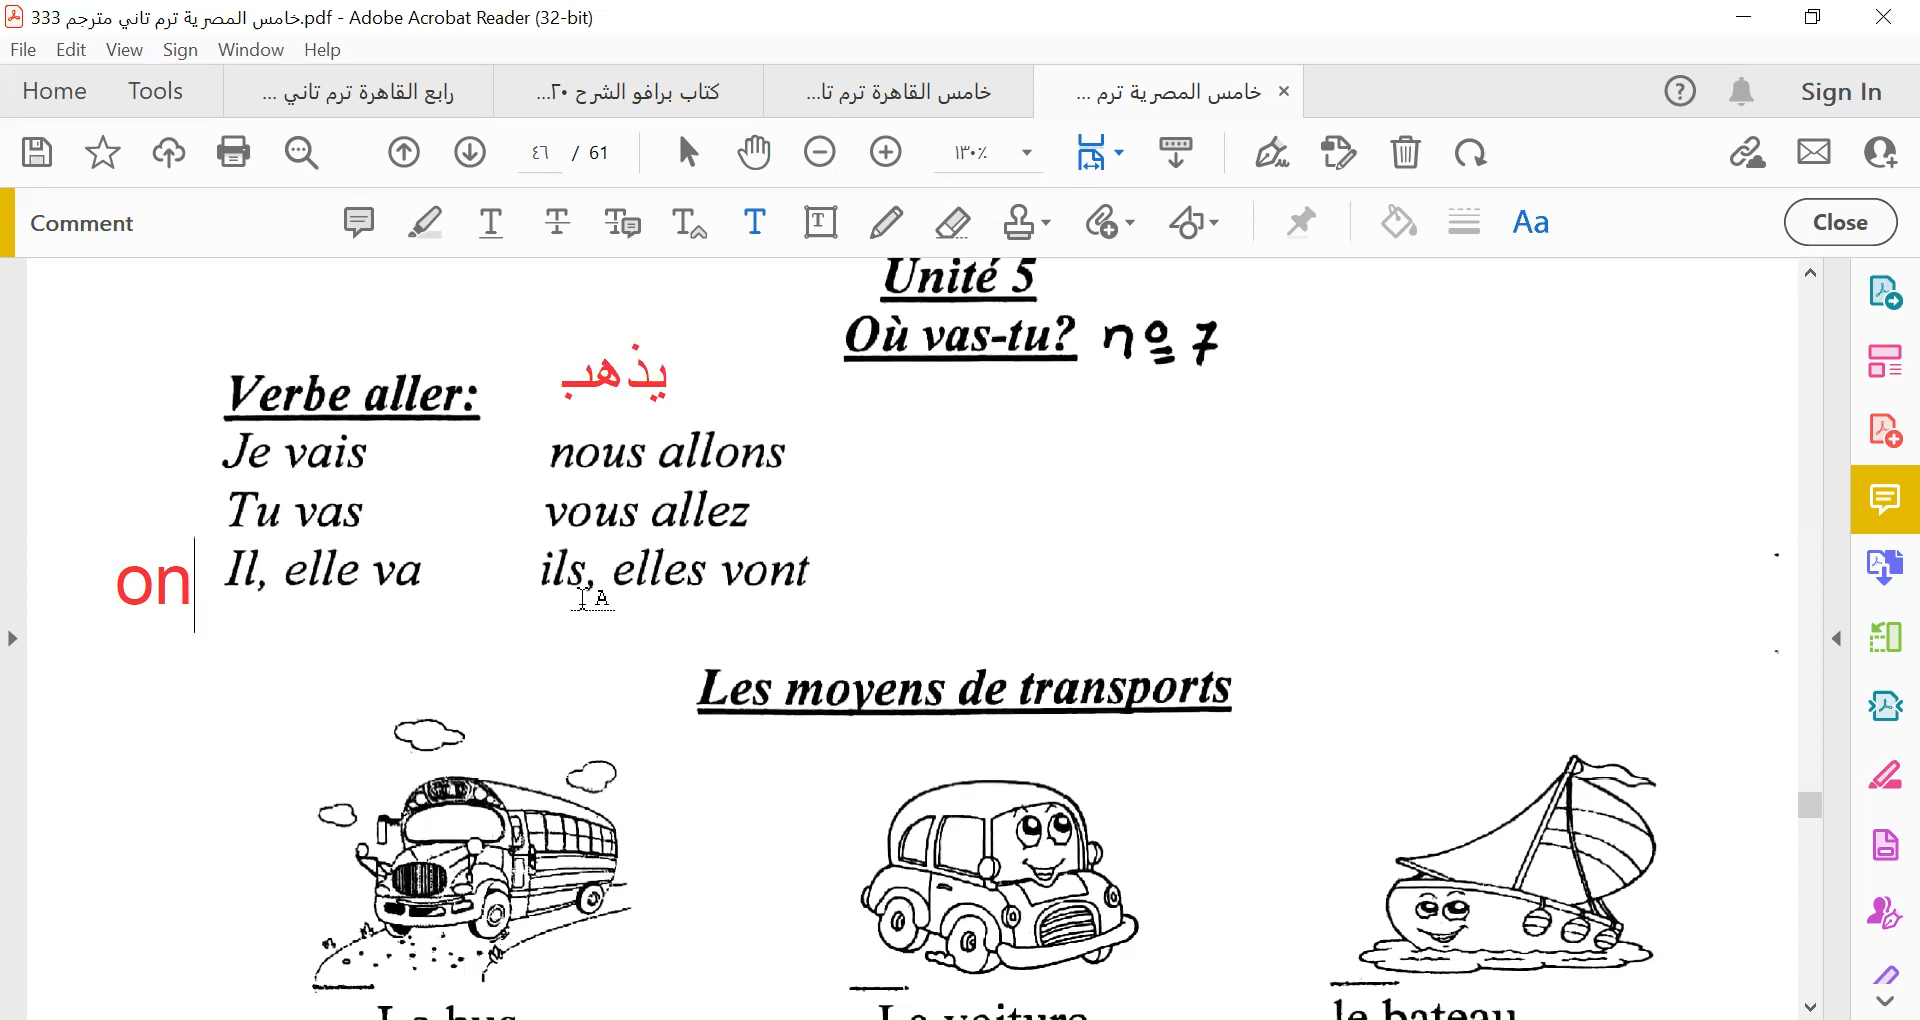 خامس المصرية ترم تاني مترجم 333.pdf - Adobe Acrobat Reader (32-bit)
File Edit View Sign Window Help
Home Tools رابع القاهرة ترم تاني ... كتاب برافو الشرح ٢٠... خامس القاهرة ترم تا... خامس المصرية ترم ... × Sign In
٤٦ / 61 ١٣٠٪
Comment Aa Close
Unité 5
Où vas-tu? nº 7
Verbe aller: يذهب
Je vais nous allons
Tu vas vous allez
on Il, elle va ils, elles vont
Les moyens de transports
le bateau